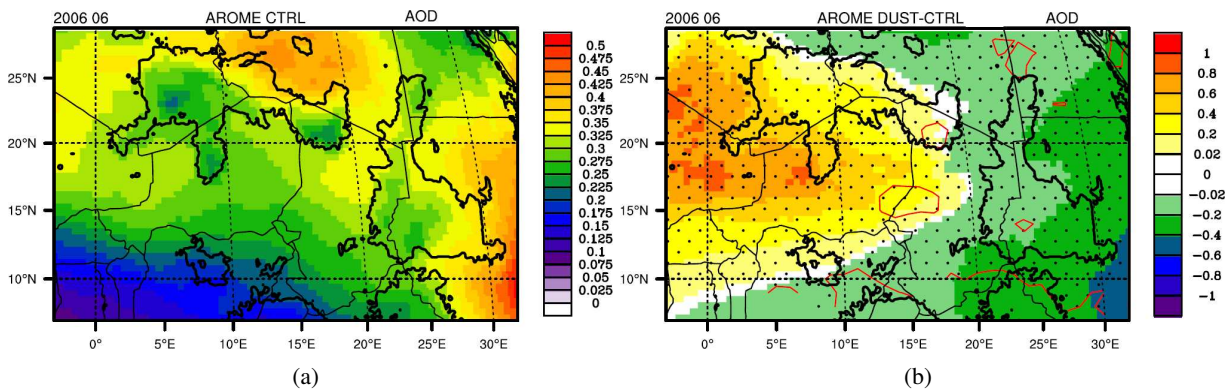 2006 06 AROME CTRL AOD
25°N
20°N
15°N
10°N
0° 5°E 10°E 15°E 20°E 25°E 30°E
0.5
0.475
0.45
0.425
0.4
0.375
0.35
0.325
0.3
0.275
0.25
0.225
0.2
0.175
0.15
0.125
0.1
0.075
0.05
0.025
0
(a)
2006 06 AROME DUST-CTRL AOD
25°N
20°N
15°N
10°N
0° 5°E 10°E 15°E 20°E 25°E 30°E
1
0.8
0.6
0.4
0.2
0.02
0
−0.02
−0.2
−0.4
−0.6
−0.8
−1
(b)